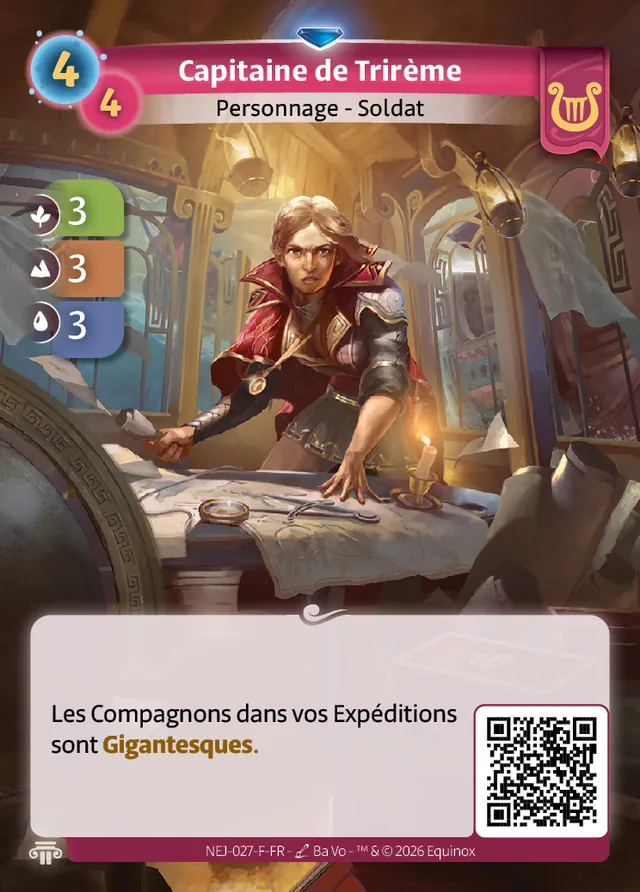 4
4
Capitaine de Trirème
Personnage - Soldat
3
3
3
Les Compagnons dans vos Expéditions
sont Gigantesques.
NEJ-027-F-FR - Ba Vo - ™ & © 2026 Equinox